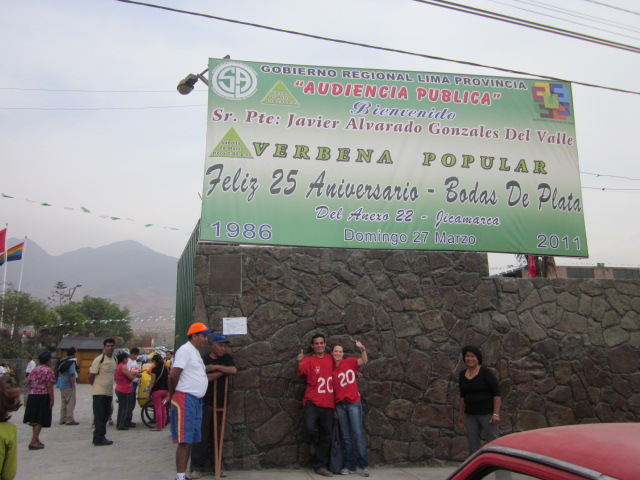 GOBIERNO REGIONAL LIMA PROVINCIA
"AUDIENCIA PUBLICA"
Bienvenido
Sr. Pte: Javier Alvarado Gonzales Del Valle
VERBENA POPULAR
Feliz 25 Aniversario - Bodas De Plata
Del Anexo 22 - Jicamarca
1986 Domingo 27 Marzo 2011
20 20